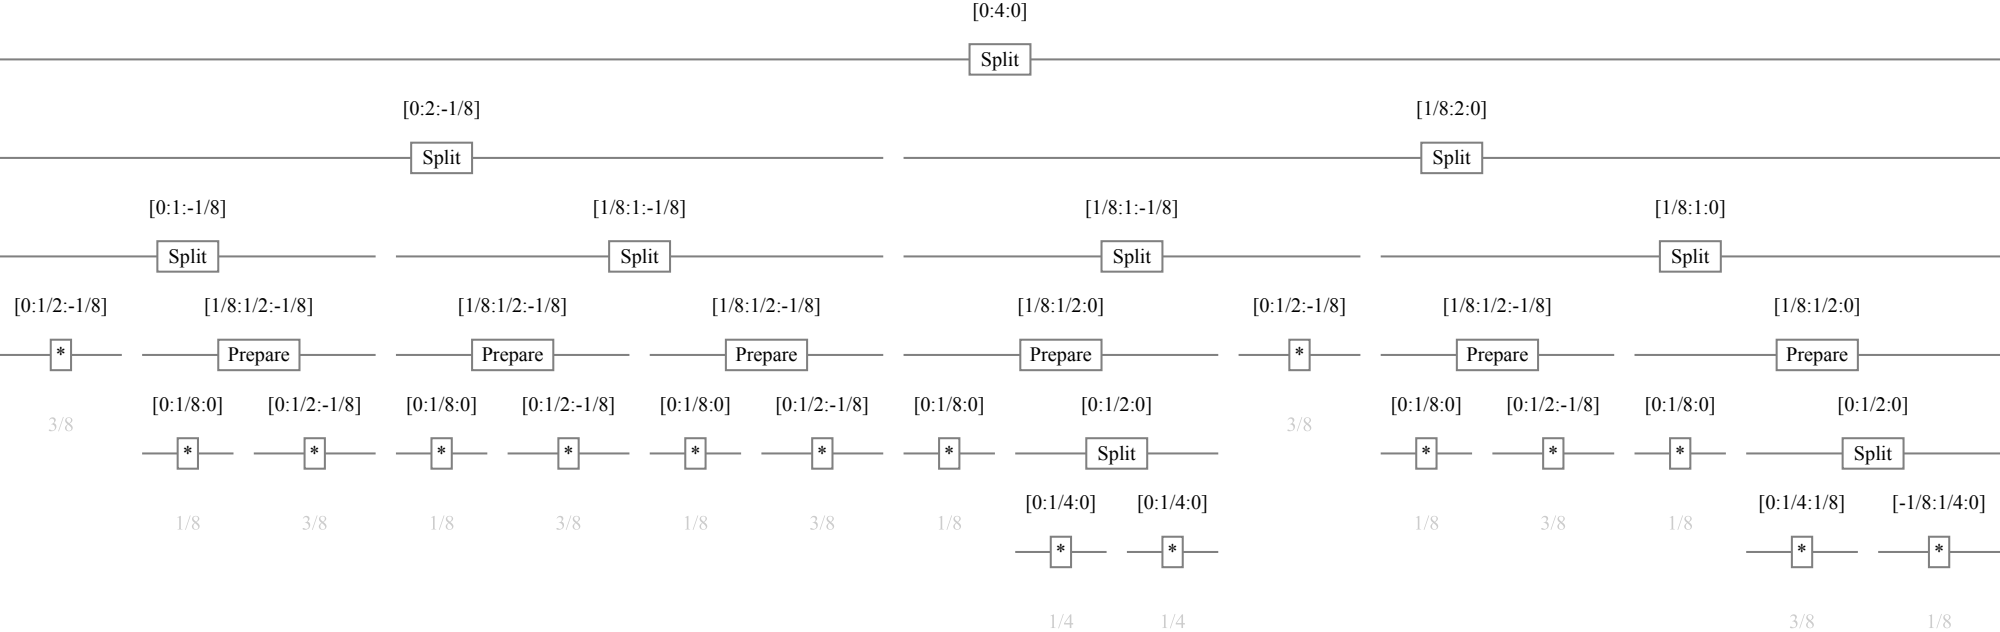 [0:4:0]
Split
[0:2:-1/8] [1/8:2:0]
Split Split
[0:1:-1/8] [1/8:1:-1/8] [1/8:1:-1/8] [1/8:1:0]
Split Split Split Split
[0:1/2:-1/8] [1/8:1/2:-1/8] [1/8:1/2:-1/8] [1/8:1/2:-1/8] [1/8:1/2:0] [0:1/2:-1/8] [1/8:1/2:-1/8] [1/8:1/2:0]
* Prepare Prepare Prepare Prepare * Prepare Prepare
[0:1/8:0] [0:1/2:-1/8] [0:1/8:0] [0:1/2:-1/8] [0:1/8:0] [0:1/2:-1/8] [0:1/8:0] [0:1/2:0] [0:1/8:0] [0:1/2:-1/8] [0:1/8:0] [0:1/2:0]
3/8 3/8
* * * * * * * Split * * * Split
[0:1/4:0] [0:1/4:0] [0:1/4:1/8] [-1/8:1/4:0]
1/8 3/8 1/8 3/8 1/8 3/8 1/8 1/8 3/8 1/8
* * * *
1/4 1/4 3/8 1/8